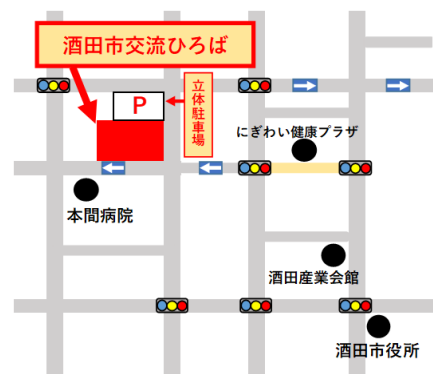 酒田市交流ひろば
P
立体駐車場
にぎわい健康プラザ
本間病院
酒田産業会館
酒田市役所